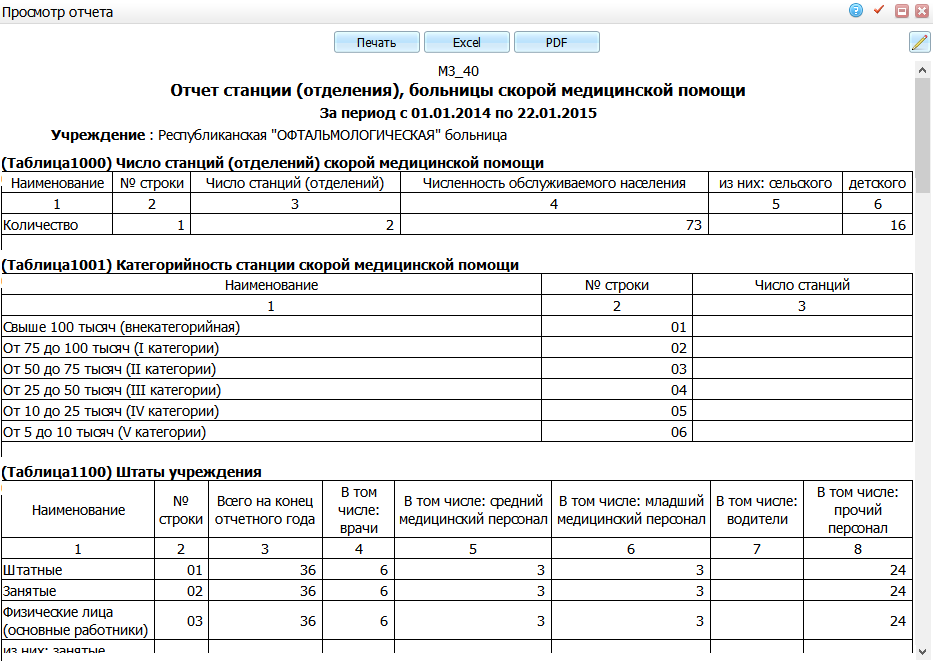 Просмотр отчета
Печать Excel PDF
МЗ_40
Отчет станции (отделения), больницы скорой медицинской помощи
За период с 01.01.2014 по 22.01.2015
Учреждение : Республиканская "ОФТАЛЬМОЛОГИЧЕСКАЯ" больница
(Таблица1000) Число станций (отделений) скорой медицинской помощи
Наименование № строки Число станций (отделений) Численность обслуживаемого населения из них: сельского детского
1 2 3 4 5 6
Количество 1 2 73 16
(Таблица1001) Категорийность станции скорой медицинской помощи
Наименование № строки Число станций
1 2 3
Свыше 100 тысяч (внекатегорийная) 01
От 75 до 100 тысяч (I категории) 02
От 50 до 75 тысяч (II категории) 03
От 25 до 50 тысяч (III категории) 04
От 10 до 25 тысяч (IV категории) 05
От 5 до 10 тысяч (V категории) 06
(Таблица1100) Штаты учреждения
Наименование № строки Всего на конец отчетного года В том числе: врачи В том числе: средний медицинский персонал В том числе: младший медицинский персонал В том числе: водители В том числе: прочий персонал
1 2 3 4 5 6 7 8
Штатные 01 36 6 3 3 24
Занятые 02 36 6 3 3 24
Физические лица (основные работники) 03 36 6 3 3 24
из них: занятые